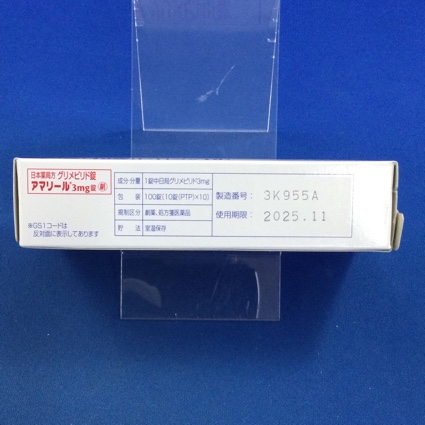 日本薬局方 グリメピリド錠
アマリール® 3mg錠 劇
※GS1コードは
反対面に表示してあります
成分・分量 1錠中日局グリメピリド3mg
包装 100錠(10錠(PTP)×10)
規制区分 劇薬、処方箋医薬品
貯法 室温保存
製造番号: 3K955A
使用期限: 2025.11